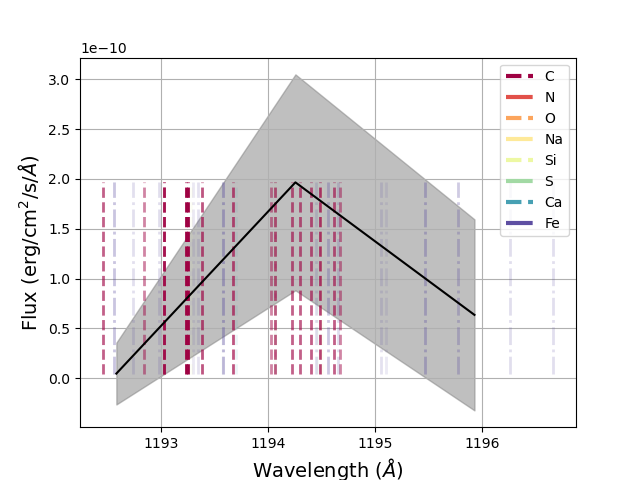 1e−10
3.0
2.5
2.0
1.5
1.0
0.5
0.0
Flux (erg/cm²/s/Å)
C
N
O
Na
Si
S
Ca
Fe
1193 1194 1195 1196
Wavelength (Å)